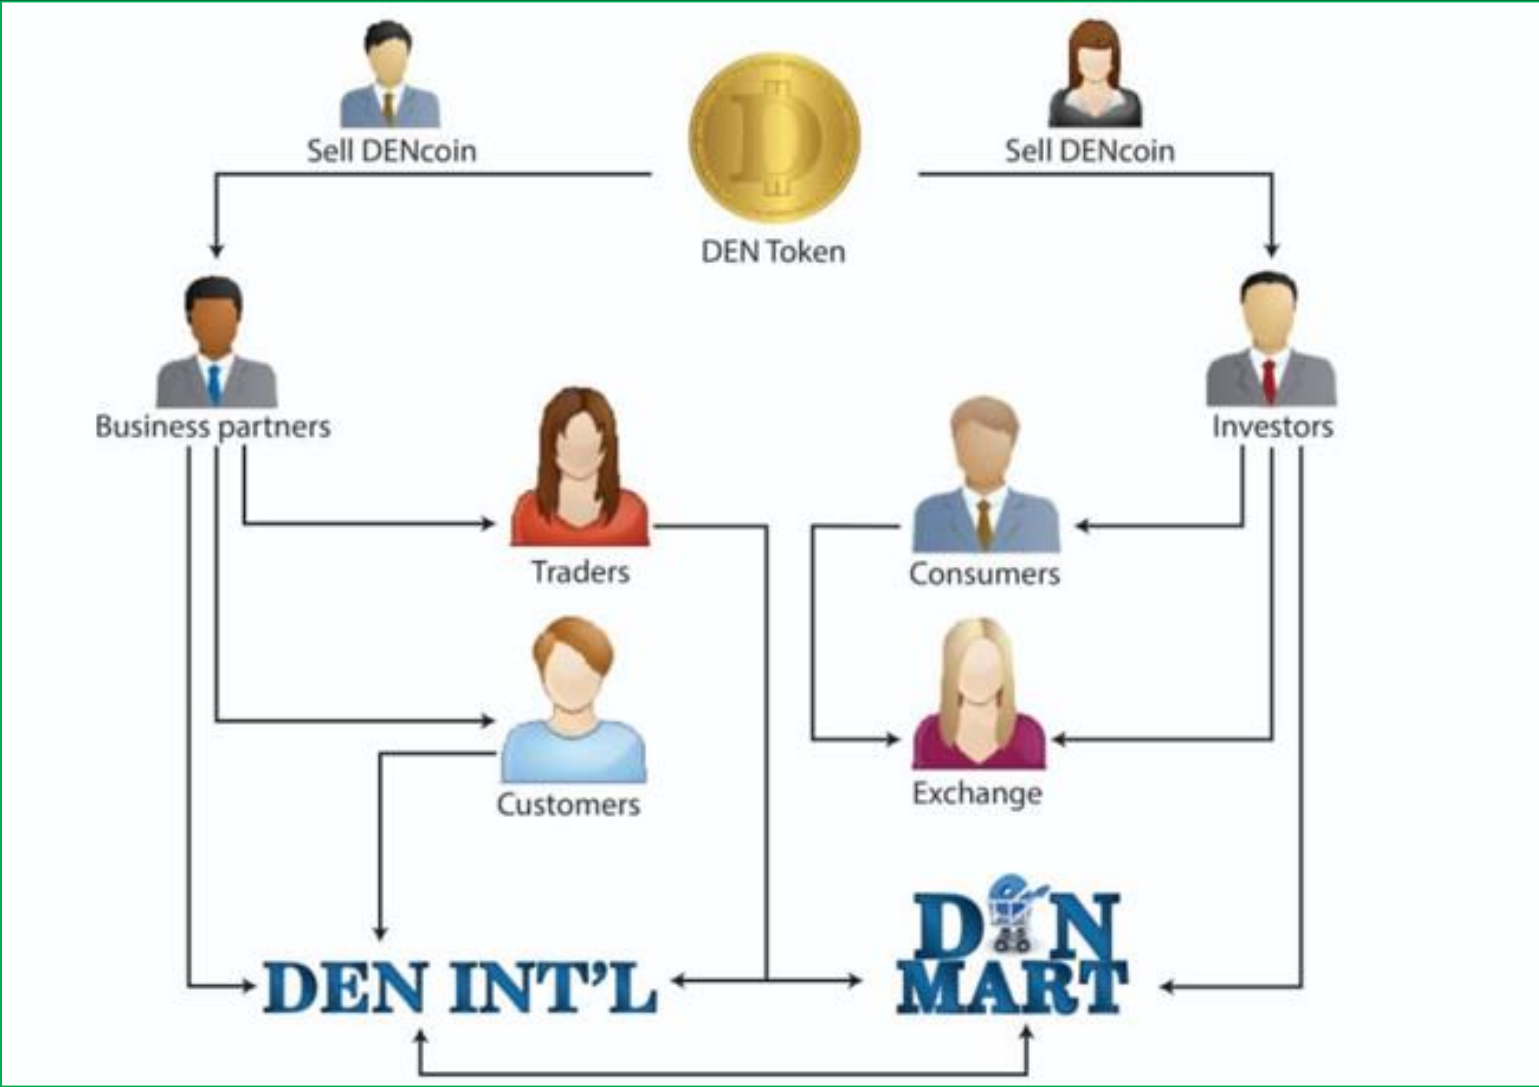 Sell DENcoin
Sell DENcoin
DEN Token
Business partners
Investors
Traders
Consumers
Customers
Exchange
DEN INT'L
DEN
MART